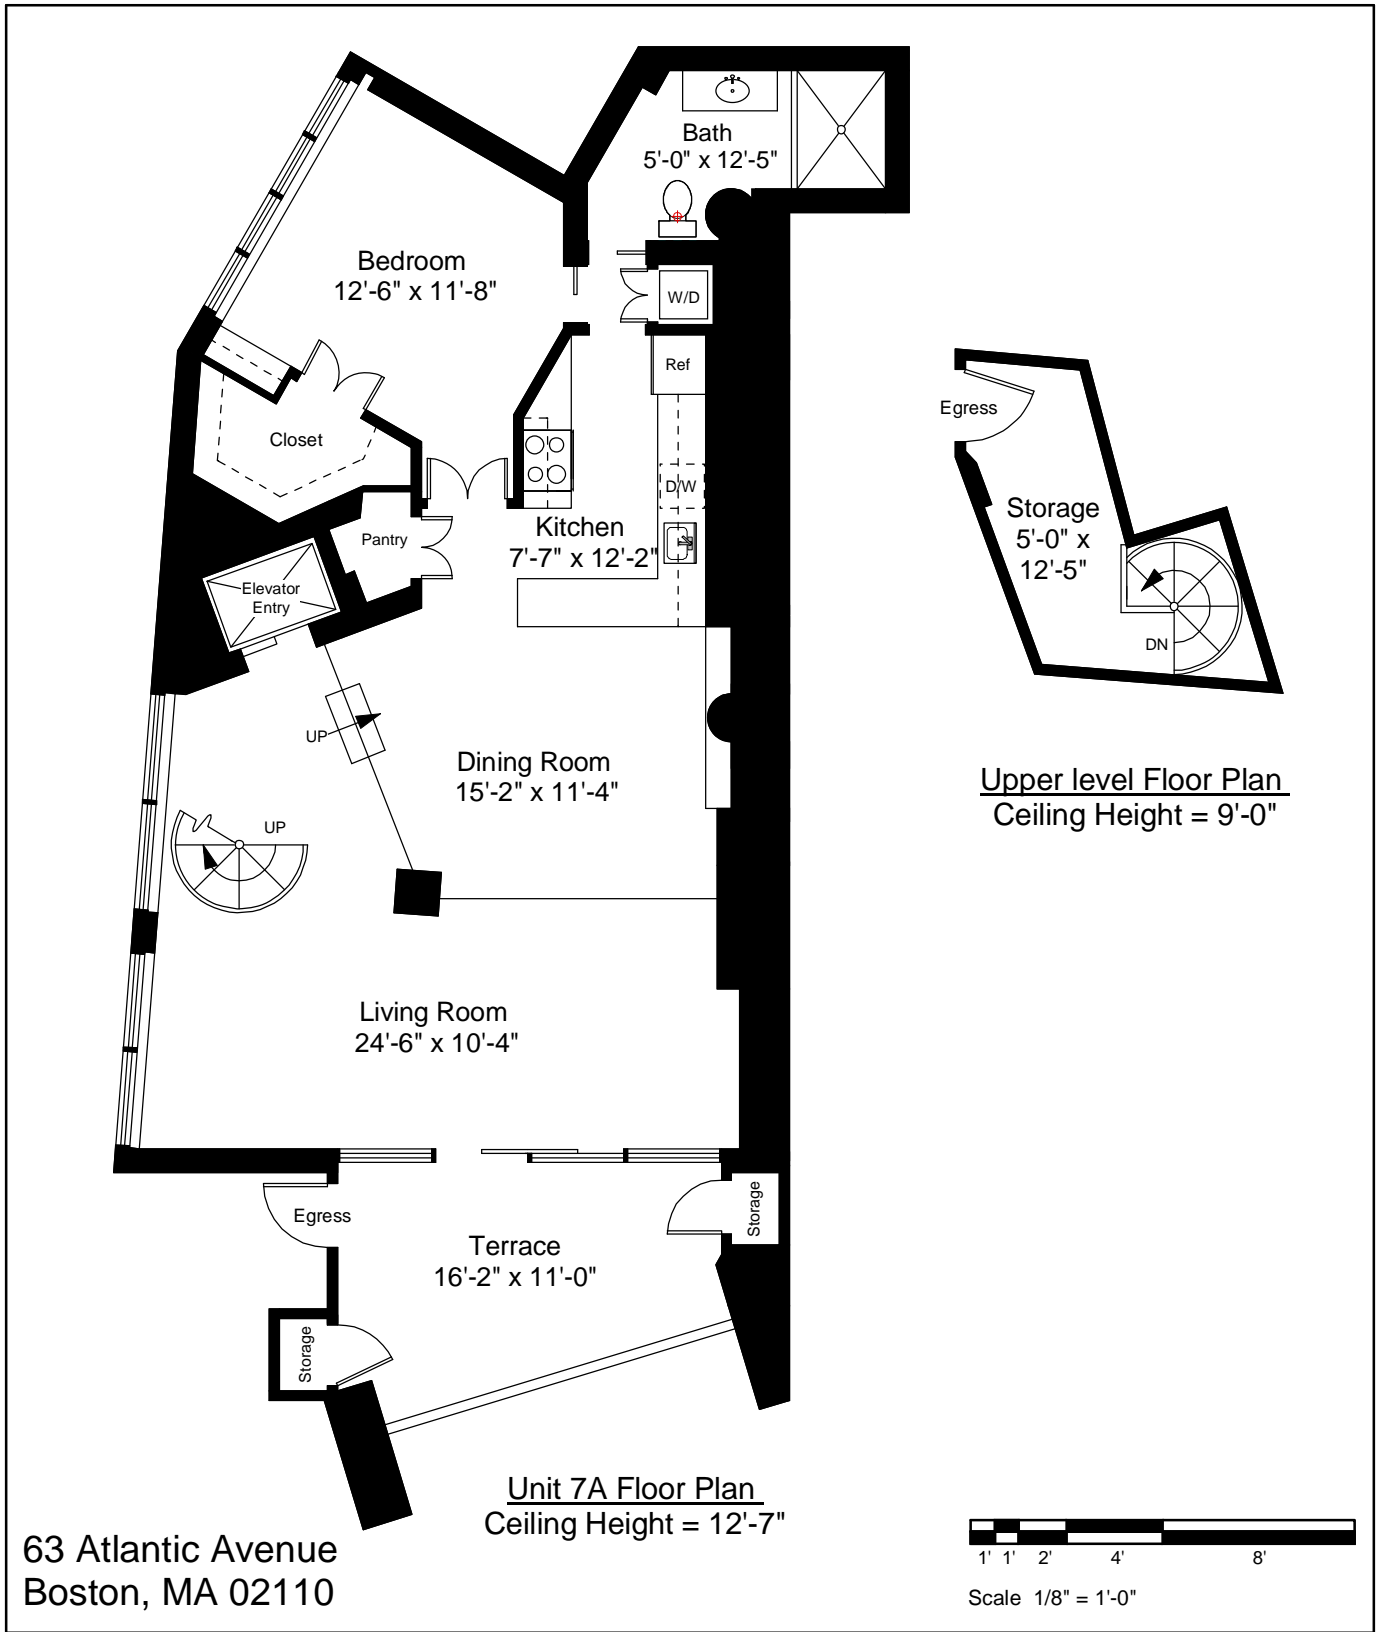 Bath
5'-0" x 12'-5"
Bedroom
12'-6" x 11'-8"
W/D
Ref
Closet
D/W
Pantry
Kitchen
7'-7" x 12'-2"
Elevator
Entry
UP
Dining Room
15'-2" x 11'-4"
UP
Living Room
24'-6" x 10'-4"
Egress
Storage
Terrace
16'-2" x 11'-0"
Storage
Unit 7A Floor Plan
Ceiling Height = 12'-7"
Egress
Storage
5'-0" x
12'-5"
DN
Upper level Floor Plan
Ceiling Height = 9'-0"
63 Atlantic Avenue
Boston, MA 02110
1' 1' 2' 4' 8'
Scale 1/8" = 1'-0"